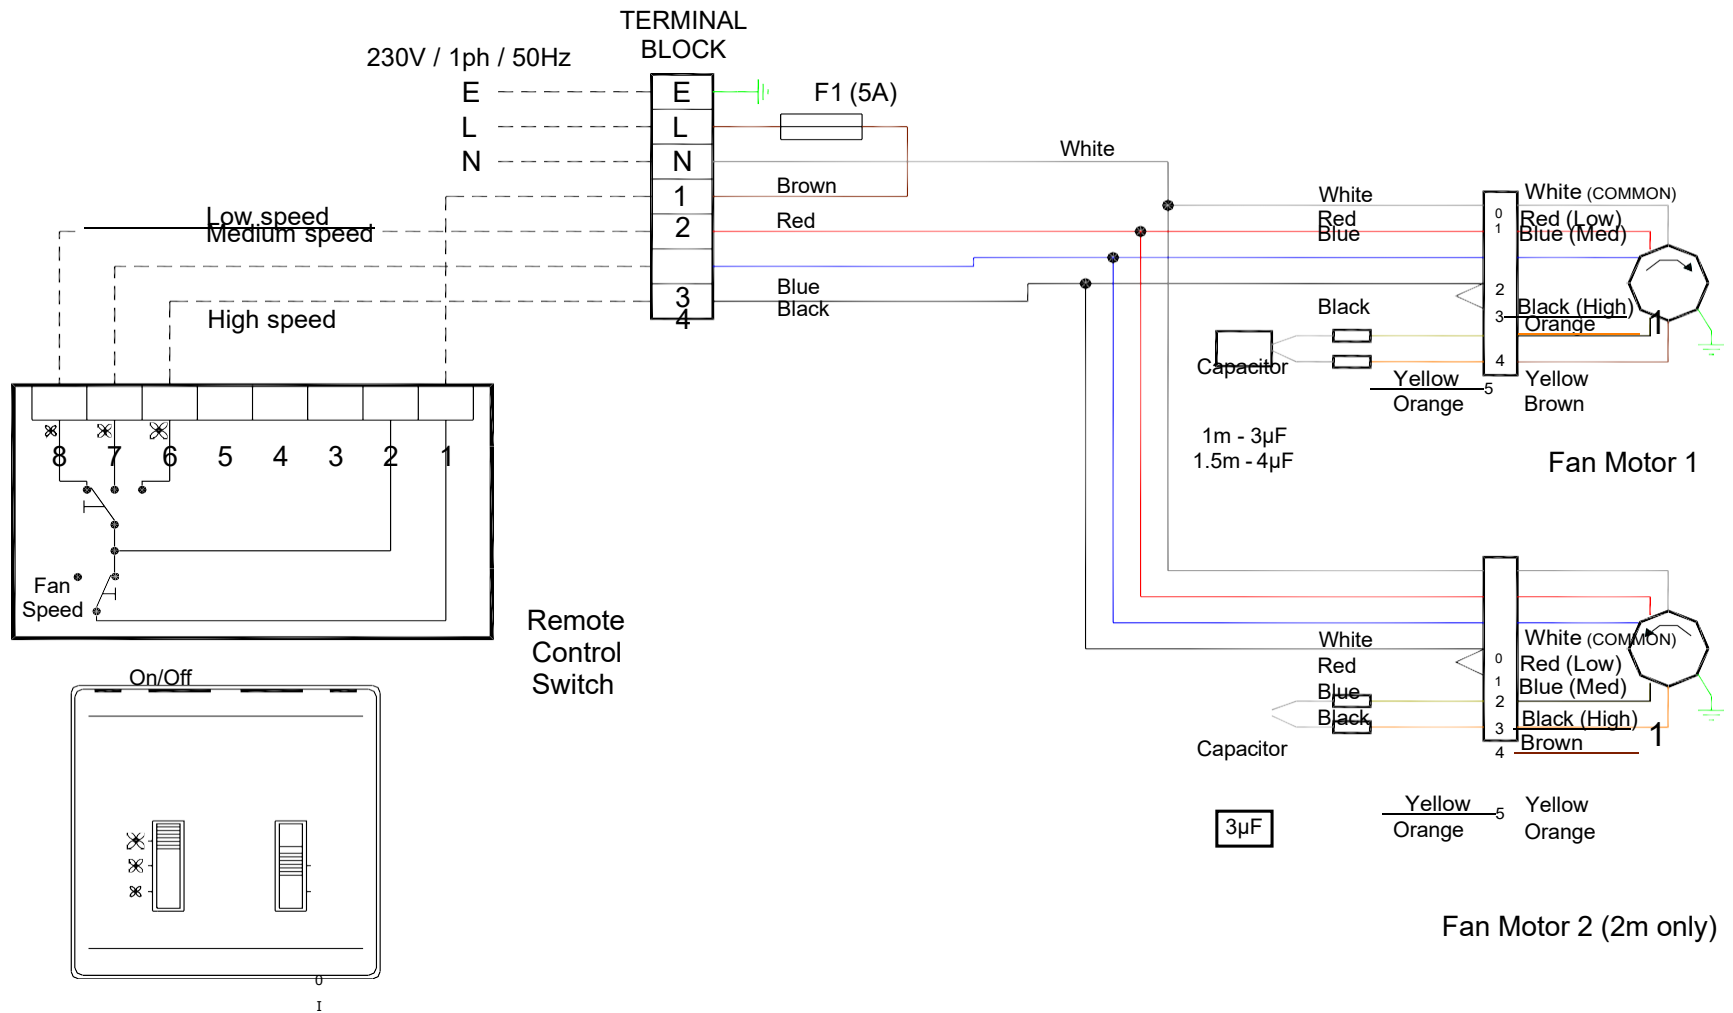 TERMINAL
BLOCK
230V / 1ph / 50Hz
E
E
F1 (5A)
L
L
N
N
White
1
Brown
White
White (COMMON)
Low speed
Medium speed
2
Red
Red
Blue
0
1
Red (Low)
Blue (Med)
Blue
3
4
Black
High speed
2
Black
3
Black (High)
Orange
1
Capacitor
4
Yellow
Orange
5
Yellow
Brown
1m - 3µF
1.5m - 4µF
Fan Motor 1
8 7 6 5 4 3 2 1
Fan
Speed
Remote
Control
Switch
On/Off
White
Red
Blue
Black
0
1
2
3
4
White (COMMON)
Red (Low)
Blue (Med)
Black (High)
Brown
1
Capacitor
3µF
Yellow
Orange
5
Yellow
Orange
Fan Motor 2 (2m only)
0
I